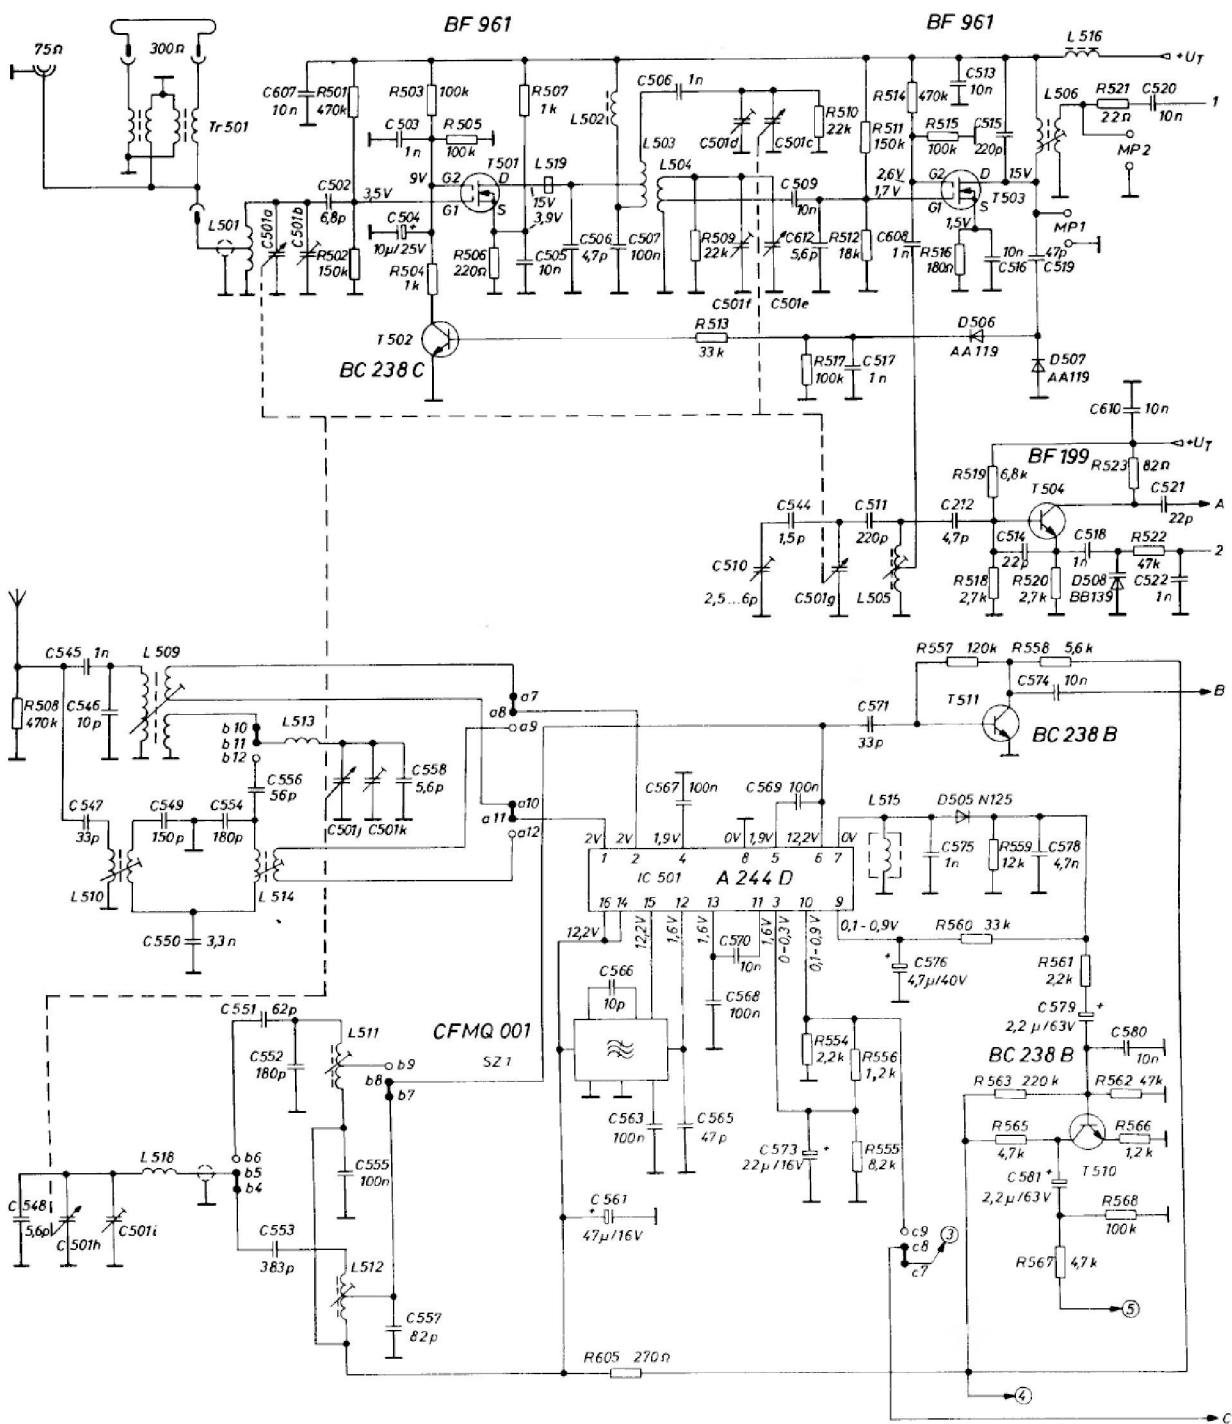 BF 961
BF 961
75Ω
300Ω
Tr501
L501
C501a
C501b
C502
6,8p
3,5V
C607
10n
R501
470k
R503
100k
R507
1k
C503
1n
R505
100k
L502
C506
1n
L503
C501d
C501c
R510
22k
R511
150k
R514
470k
C513
10n
R515
100k
C515
220p
L516
+UT
L506
R521
22Ω
C520
10n
1
MP2
T501
L519
9V
G2
D
G1
S
15V
3,9V
L504
C509
10n
2,6V
1,7V
G2
D
G1
S
15V
T503
1,5V
MP1
C504
+
10µ/25V
R502
150k
R504
1k
R506
220Ω
C505
10n
C506
4,7p
C507
100n
R509
22k
C612
5,6p
R512
18k
C608
1n
R516
180Ω
10n
C516
47p
C519
C501f
C501e
T502
BC 238 C
R513
33k
D506
AA119
D507
AA119
R517
100k
C517
1n
C610
10n
+UT
BF 199
R519
6,8k
R523
82Ω
T504
C521
22p
A
C544
1,5p
C511
220p
C212
4,7p
C510
2,5...6p
C501g
L505
C514
22p
C518
1n
R522
47k
2
R518
2,7k
R520
2,7k
D508
BB139
C522
1n
R557
120k
R558
5,6k
C574
10n
B
T511
BC 238 B
C571
33p
C545
1n
L 509
R508
470k
C546
10p
b10
b11
b12
L513
C556
56p
C558
5,6p
C501j
C501k
a7
a8
a9
a10
a11
a12
C547
33p
C549
150p
C554
180p
L510
L 514
C550
3,3n
C567
100n
C569
100n
L515
D505
N125
C575
1n
R559
12k
C578
4,7n
2V
2V
1,9V
0V
1,9V
12,2V
0V
1
2
4
8
5
6
7
IC 501
A 244 D
16
14
15
12
13
11
3
10
9
12,2V
12,2V
1,6V
1,6V
1,6V
0-0,3V
0,1-0,9V
0,1-0,9V
C570
10n
C568
100n
R560
33k
+
C576
4,7µ/40V
R561
2,2k
C579
+
2,2µ/63V
C566
10p
CFMQ 001
SZ1
C551
62p
L511
C552
180p
b9
b8
b7
R554
2,2k
R556
1,2k
BC 238 B
C580
10n
R563
220k
R562
47k
C563
100n
C565
47p
C573
+
22µ/16V
R555
8,2k
R565
4,7k
R566
1,2k
T510
C581
+
2,2µ/63V
R568
100k
b6
b5
b4
L518
C548
5,6p
C501h
C501i
C555
100n
C561
+
47µ/16V
C553
383p
L512
C557
82p
c9
c8
c7
3
R567
4,7k
5
R605
270Ω
4
C